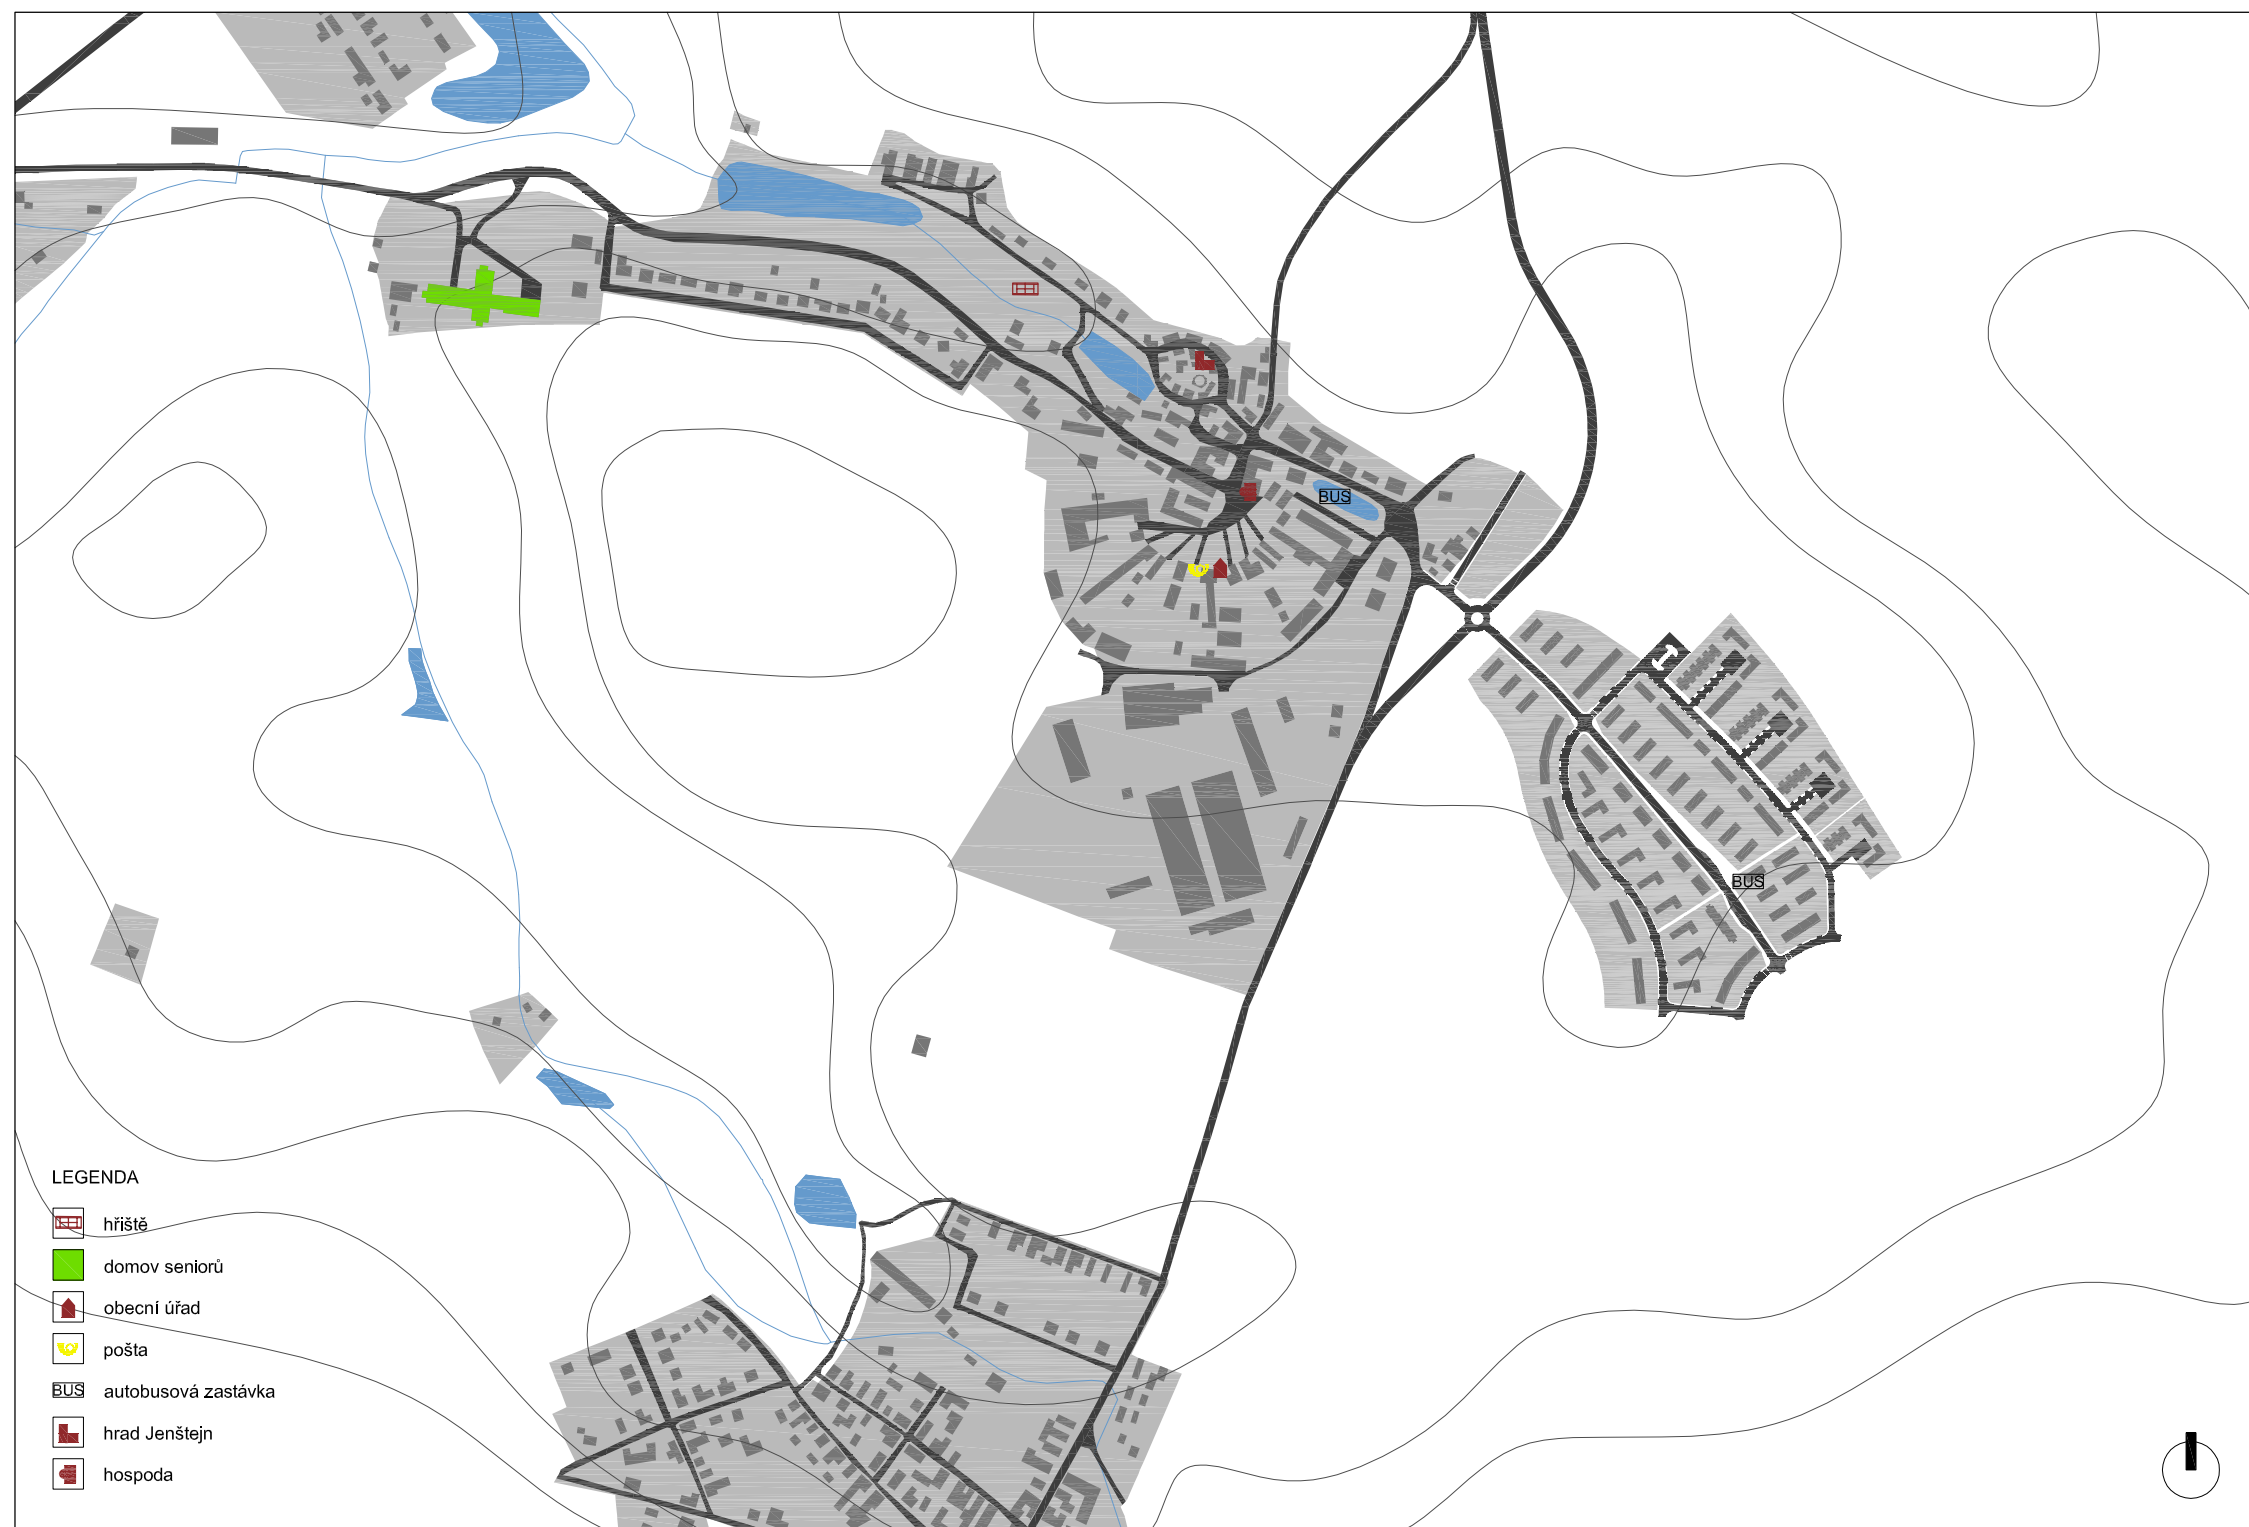 BUS
BUS
LEGENDA
hřiště
domov seniorů
obecní úřad
pošta
BUS autobusová zastávka
hrad Jenštejn
hospoda